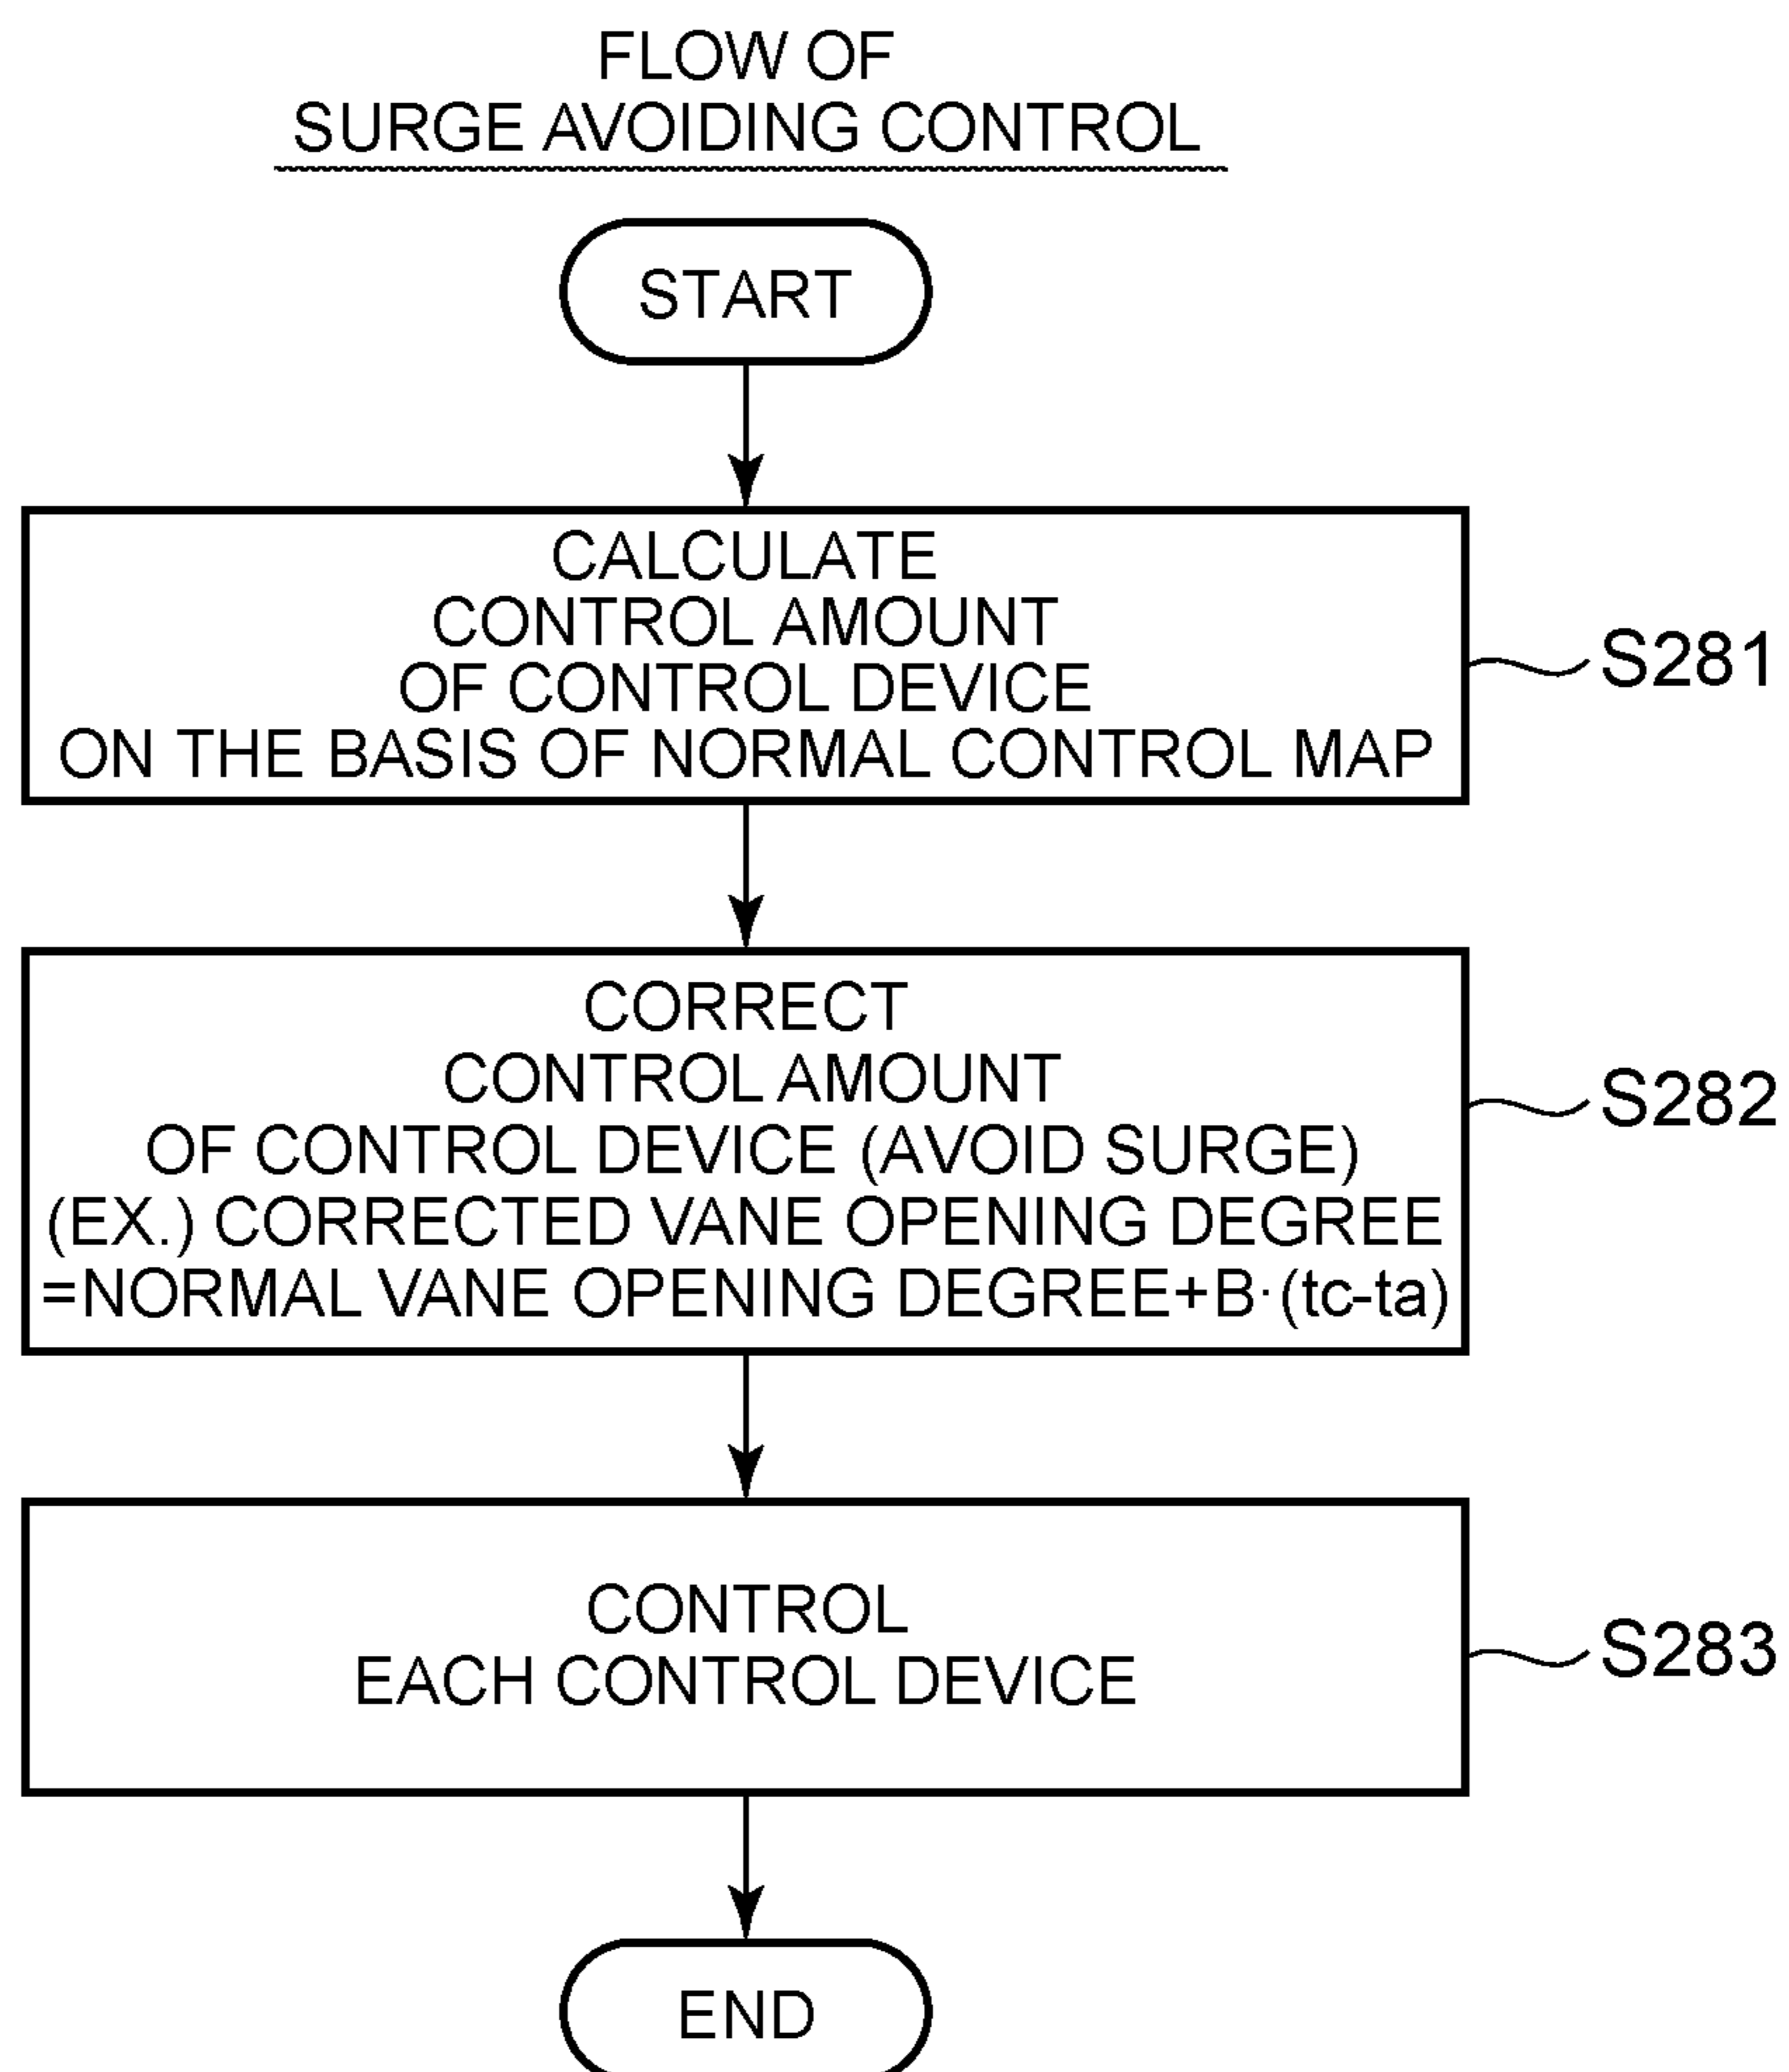 FLOW OF
SURGE AVOIDING CONTROL
START
CALCULATE
CONTROL AMOUNT
OF CONTROL DEVICE
ON THE BASIS OF NORMAL CONTROL MAP
S281
CORRECT
CONTROL AMOUNT
OF CONTROL DEVICE (AVOID SURGE)
(EX.) CORRECTED VANE OPENING DEGREE
=NORMAL VANE OPENING DEGREE+B·(tc-ta)
S282
CONTROL
EACH CONTROL DEVICE
S283
END